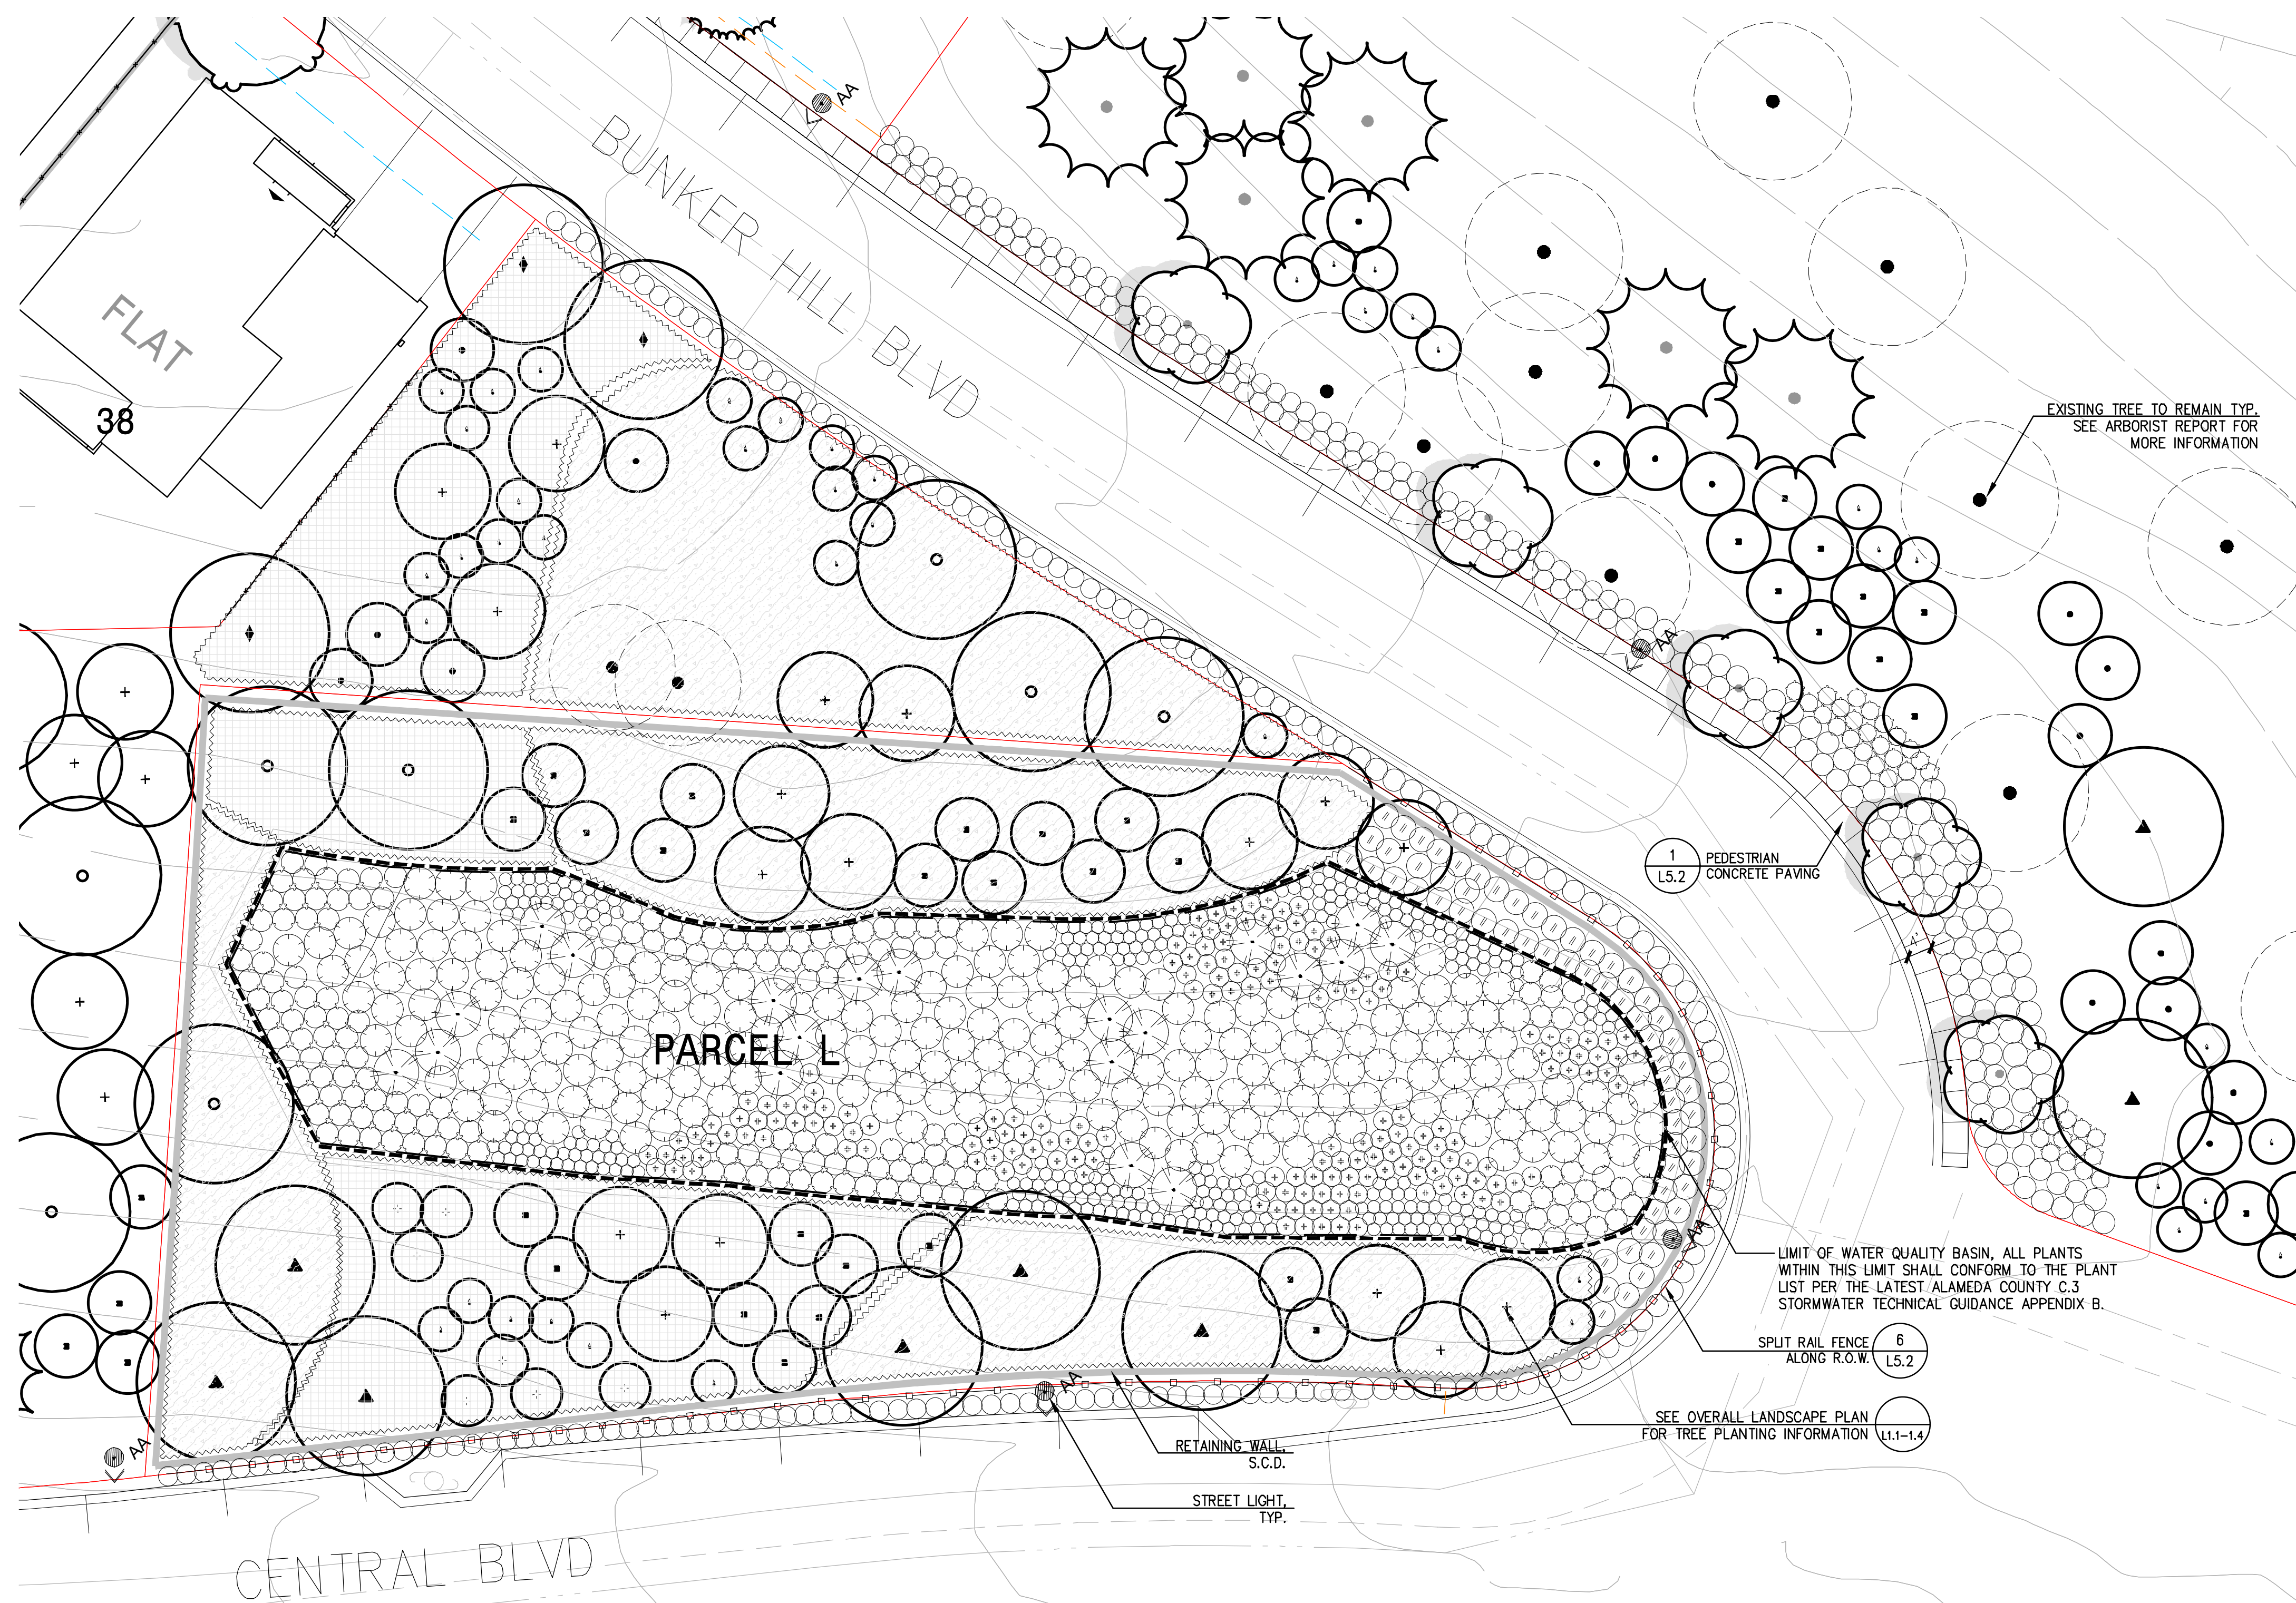 AA
BUNKER HILL BLVD
FLAT
38
EXISTING TREE TO REMAIN TYP.
SEE ARBORIST REPORT FOR
MORE INFORMATION
AA
1
L5.2
PEDESTRIAN
CONCRETE PAVING
PARCEL L
AA
LIMIT OF WATER QUALITY BASIN, ALL PLANTS
WITHIN THIS LIMIT SHALL CONFORM TO THE PLANT
LIST PER THE LATEST ALAMEDA COUNTY C.3
STORMWATER TECHNICAL GUIDANCE APPENDIX B.
SPLIT RAIL FENCE
ALONG R.O.W.
6
L5.2
AA
SEE OVERALL LANDSCAPE PLAN
FOR TREE PLANTING INFORMATION
L1.1-1.4
AA
RETAINING WALL,
S.C.D.
STREET LIGHT,
TYP.
CENTRAL BLVD